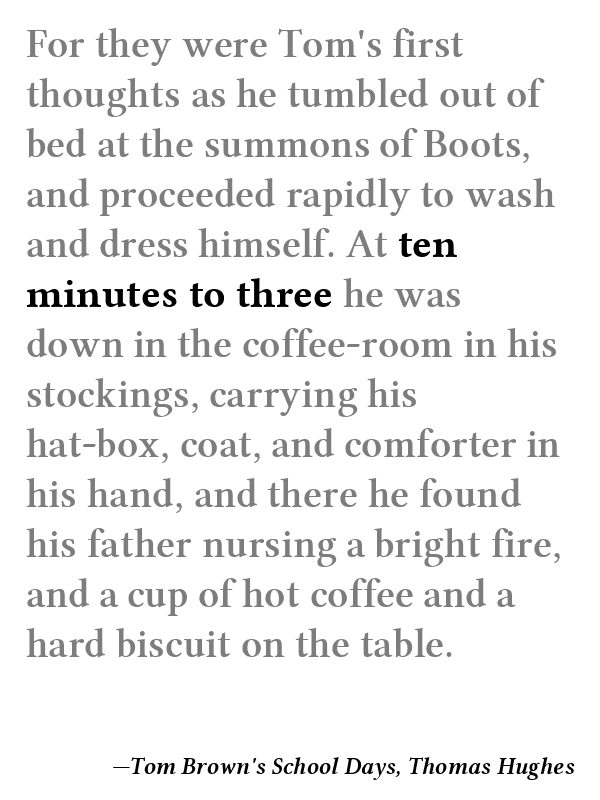 For they were Tom's first
thoughts as he tumbled out of
bed at the summons of Boots,
and proceeded rapidly to wash
and dress himself. At ten
minutes to three he was
down in the coffee-room in his
stockings, carrying his
hat-box, coat, and comforter in
his hand, and there he found
his father nursing a bright fire,
and a cup of hot coffee and a
hard biscuit on the table.
—Tom Brown's School Days, Thomas Hughes